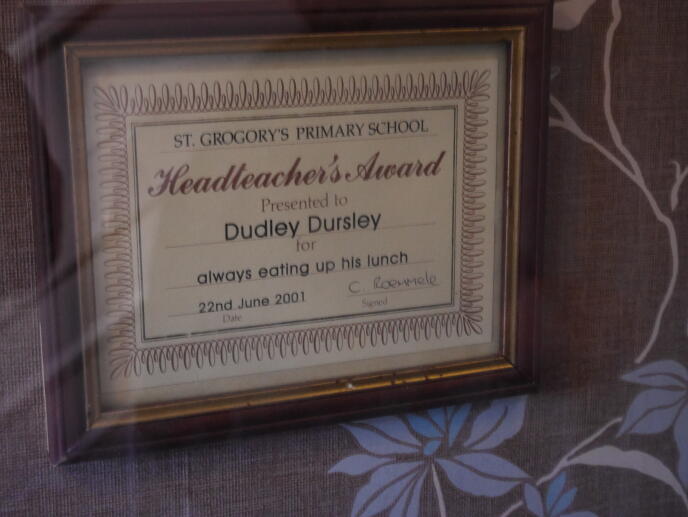 ST. GROGORY'S PRIMARY SCHOOL
Headteacher's Award
Presented to
Dudley Dursley
for
always eating up his lunch
22nd June 2001 C. Roemmele
Date Signed